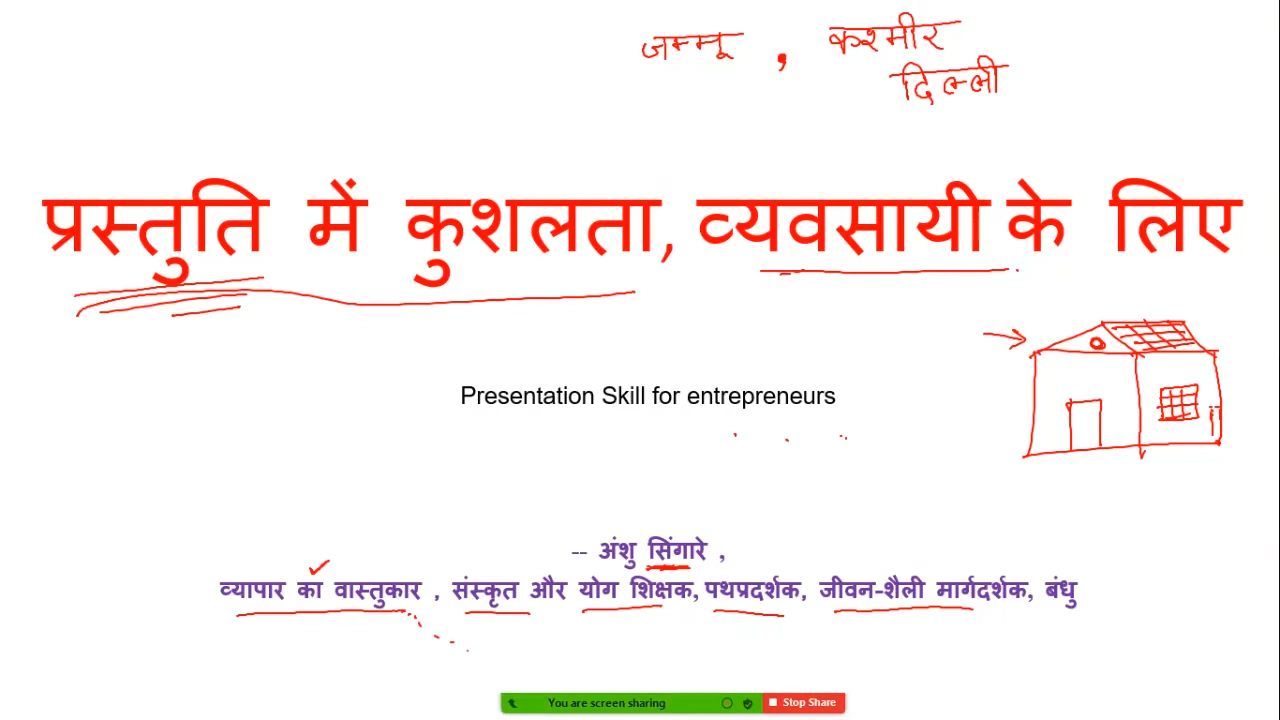 जम्मू , कश्मीर
दिल्ली
प्रस्तुति में कुशलता, व्यवसायी के लिए
Presentation Skill for entrepreneurs
-- अंशु सिंगारे ,
व्यापार का वास्तुकार , संस्कृत और योग शिक्षक, पथप्रदर्शक, जीवन-शैली मार्गदर्शक, बंधु
You are screen sharing Stop Share